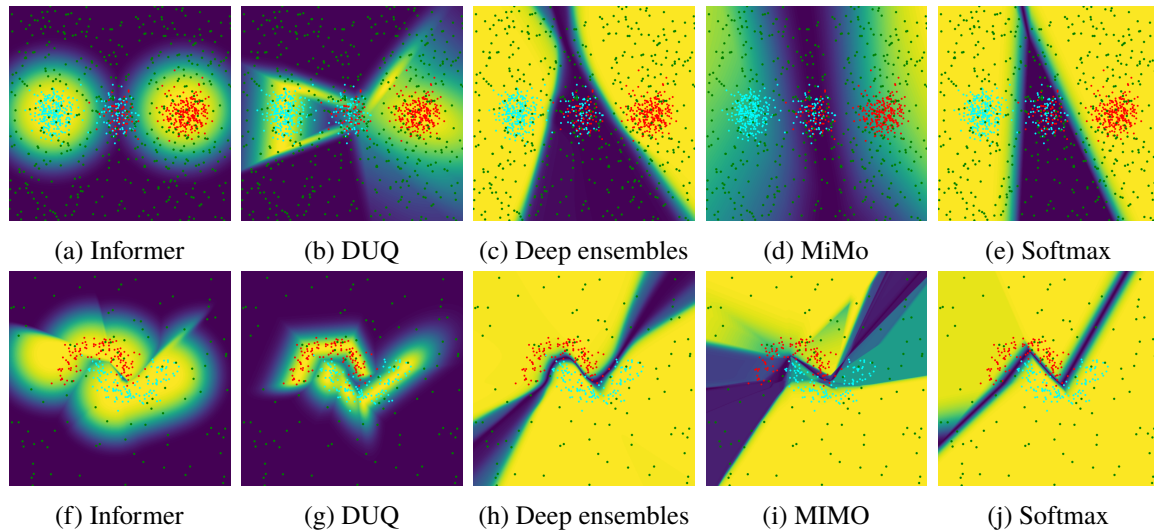 (a) Informer (b) DUQ (c) Deep ensembles (d) MiMo (e) Softmax
(f) Informer (g) DUQ (h) Deep ensembles (i) MIMO (j) Softmax